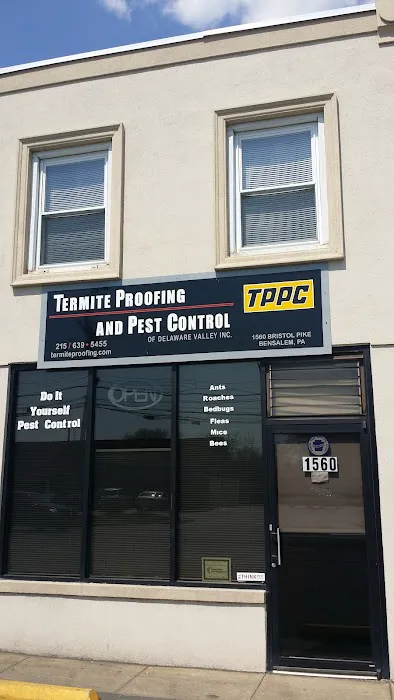 TERMITE PROOFING
AND PEST CONTROL
OF DELAWARE VALLEY INC.
215 / 639 • 5455
termiteproofing.com
TPPC
1560 BRISTOL PIKE
BENSALEM, PA
Do It
Yourself
Pest Control
OPEN
Ants
Roaches
Bedbugs
Fleas
Mice
Bees
1560